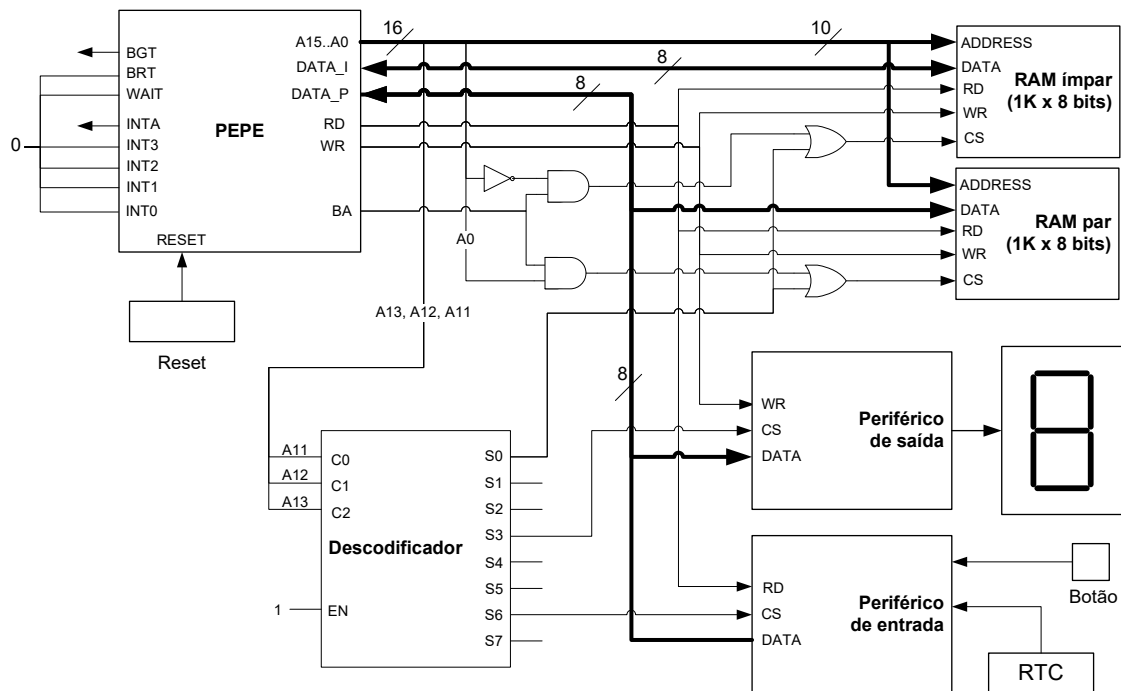 BGT
BRT
WAIT
INTA
INT3
INT2
INT1
INT0
0
PEPE
A15..A0
DATA_I
DATA_P
RD
WR
BA
RESET
Reset
16
10
8
8
A0
A13, A12, A11
ADDRESS
DATA
RD
WR
CS
RAM ímpar
(1K x 8 bits)
ADDRESS
DATA
RD
WR
CS
RAM par
(1K x 8 bits)
8
WR
CS
DATA
Periférico
de saída
A11
A12
A13
C0
C1
C2
Descodificador
1
EN
S0
S1
S2
S3
S4
S5
S6
S7
RD
CS
DATA
Periférico
de entrada
Botão
RTC